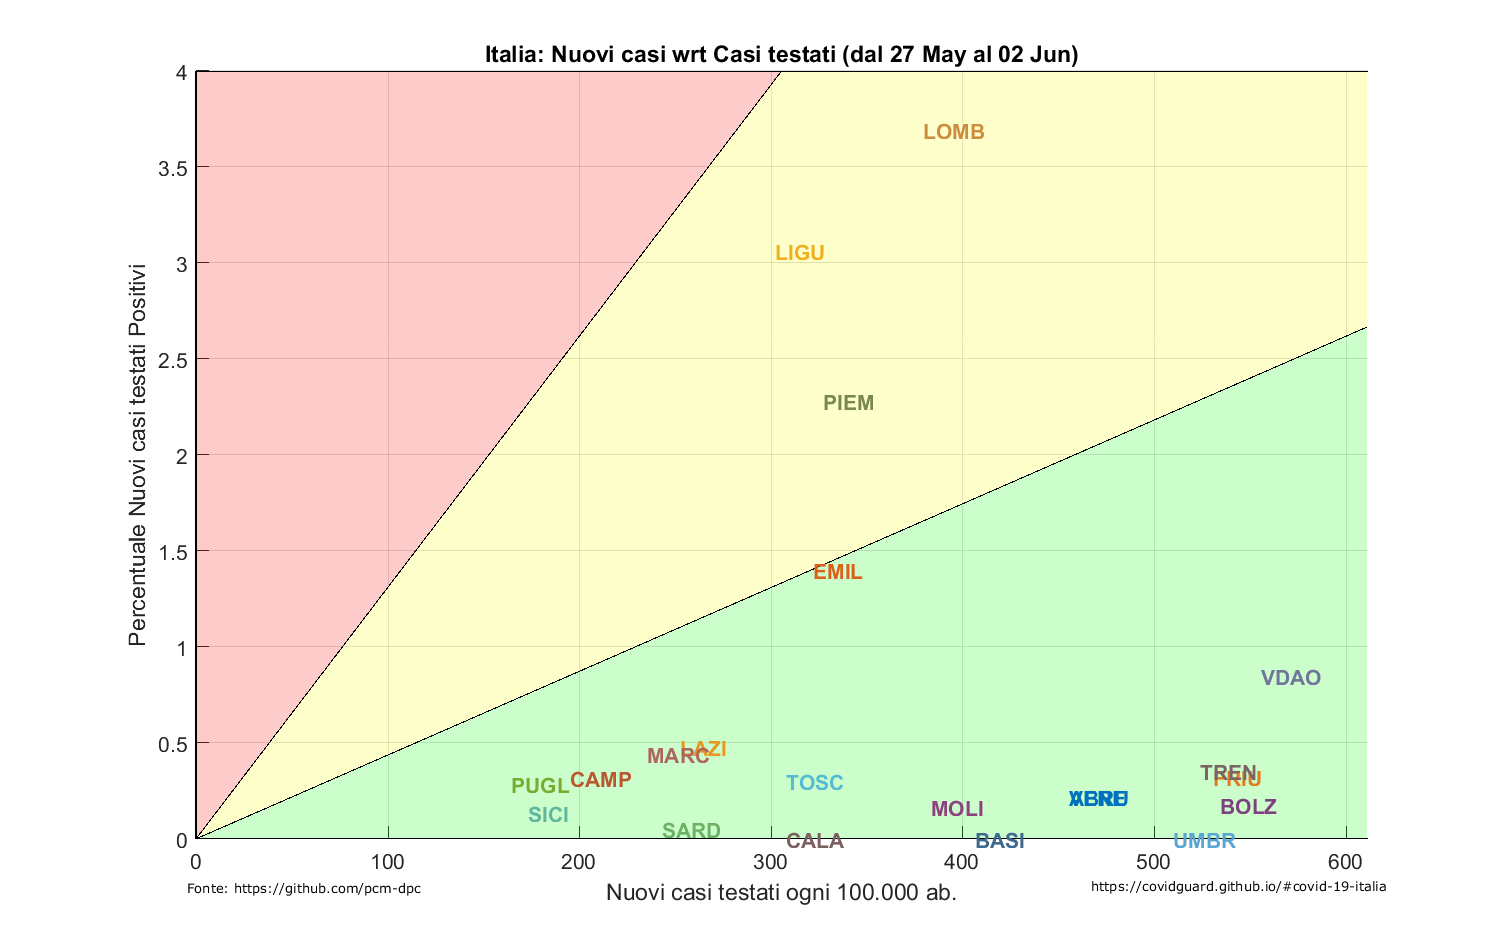 Italia: Nuovi casi wrt Casi testati (dal 27 May al 02 Jun)
4
3.5
3
2.5
2
1.5
1
0.5
0
Percentuale Nuovi casi testati Positivi
LOMB
LIGU
PIEM
EMIL
VDAO
LAZI
MARC
TREN
FRIU
CAMP
TOSC
PUGL
BOLZ
MOLI
SICI
SARD
CALA
BASI
UMBR
0 100 200 300 400 500 600
Nuovi casi testati ogni 100.000 ab.
Fonte: https://github.com/pcm-dpc
https://covidguard.github.io/#covid-19-italia